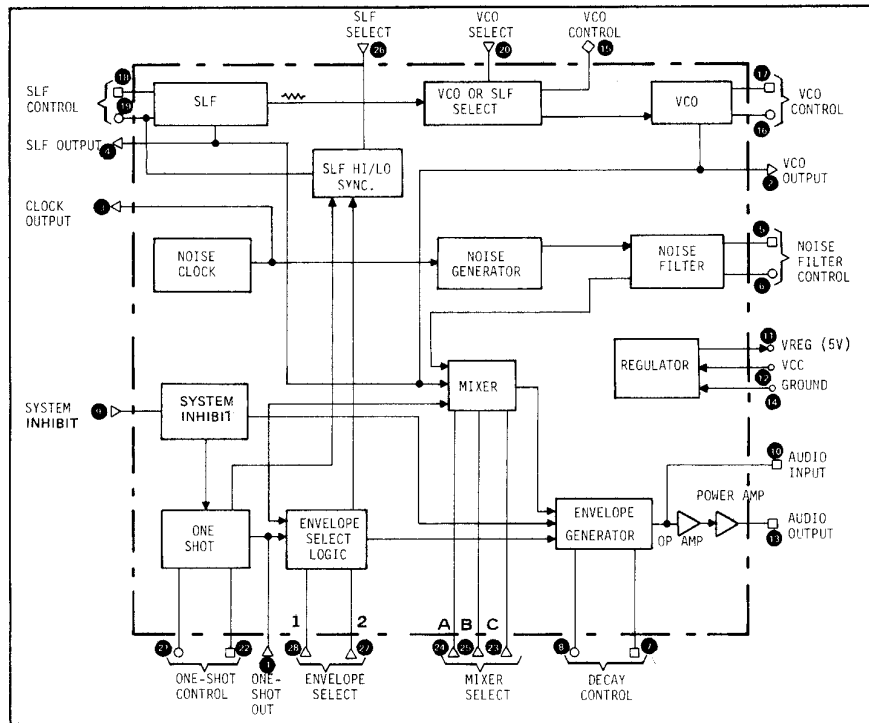 SLF
SELECT
26
VCO
SELECT
20
VCO
CONTROL
15
SLF
CONTROL
18
19
SLF
VCO OR SLF
SELECT
VCO
17
16
VCO
CONTROL
SLF OUTPUT
4
SLF HI/LO
SYNC.
2
VCO
OUTPUT
CLOCK
OUTPUT
3
NOISE
CLOCK
NOISE
GENERATOR
NOISE
FILTER
5
6
NOISE
FILTER
CONTROL
REGULATOR
11
VREG (5V)
VCC
12
GROUND
14
MIXER
SYSTEM
INHIBIT
9
SYSTEM
INHIBIT
10
AUDIO
INPUT
ONE
SHOT
ENVELOPE
SELECT
LOGIC
ENVELOPE
GENERATOR
OP AMP
POWER AMP
AUDIO
OUTPUT
13
1
2
A B C
21
22
1
28
27
24
25
23
8
7
ONE-SHOT
CONTROL
ONE-
SHOT
OUT
ENVELOPE
SELECT
MIXER
SELECT
DECAY
CONTROL